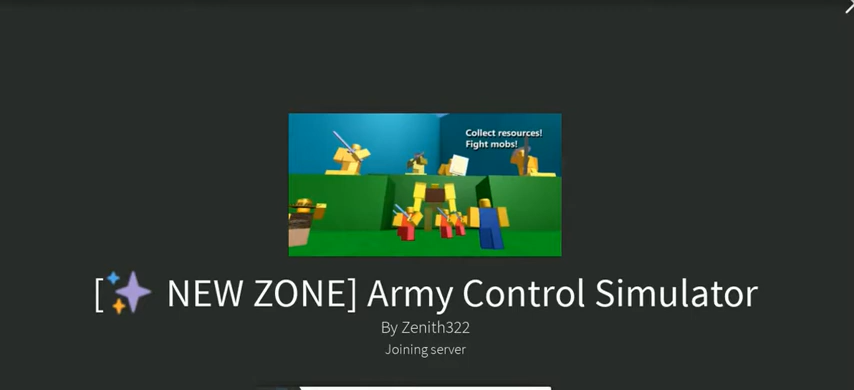 Collect resources!
Fight mobs!
[✨ NEW ZONE] Army Control Simulator
By Zenith322
Joining server